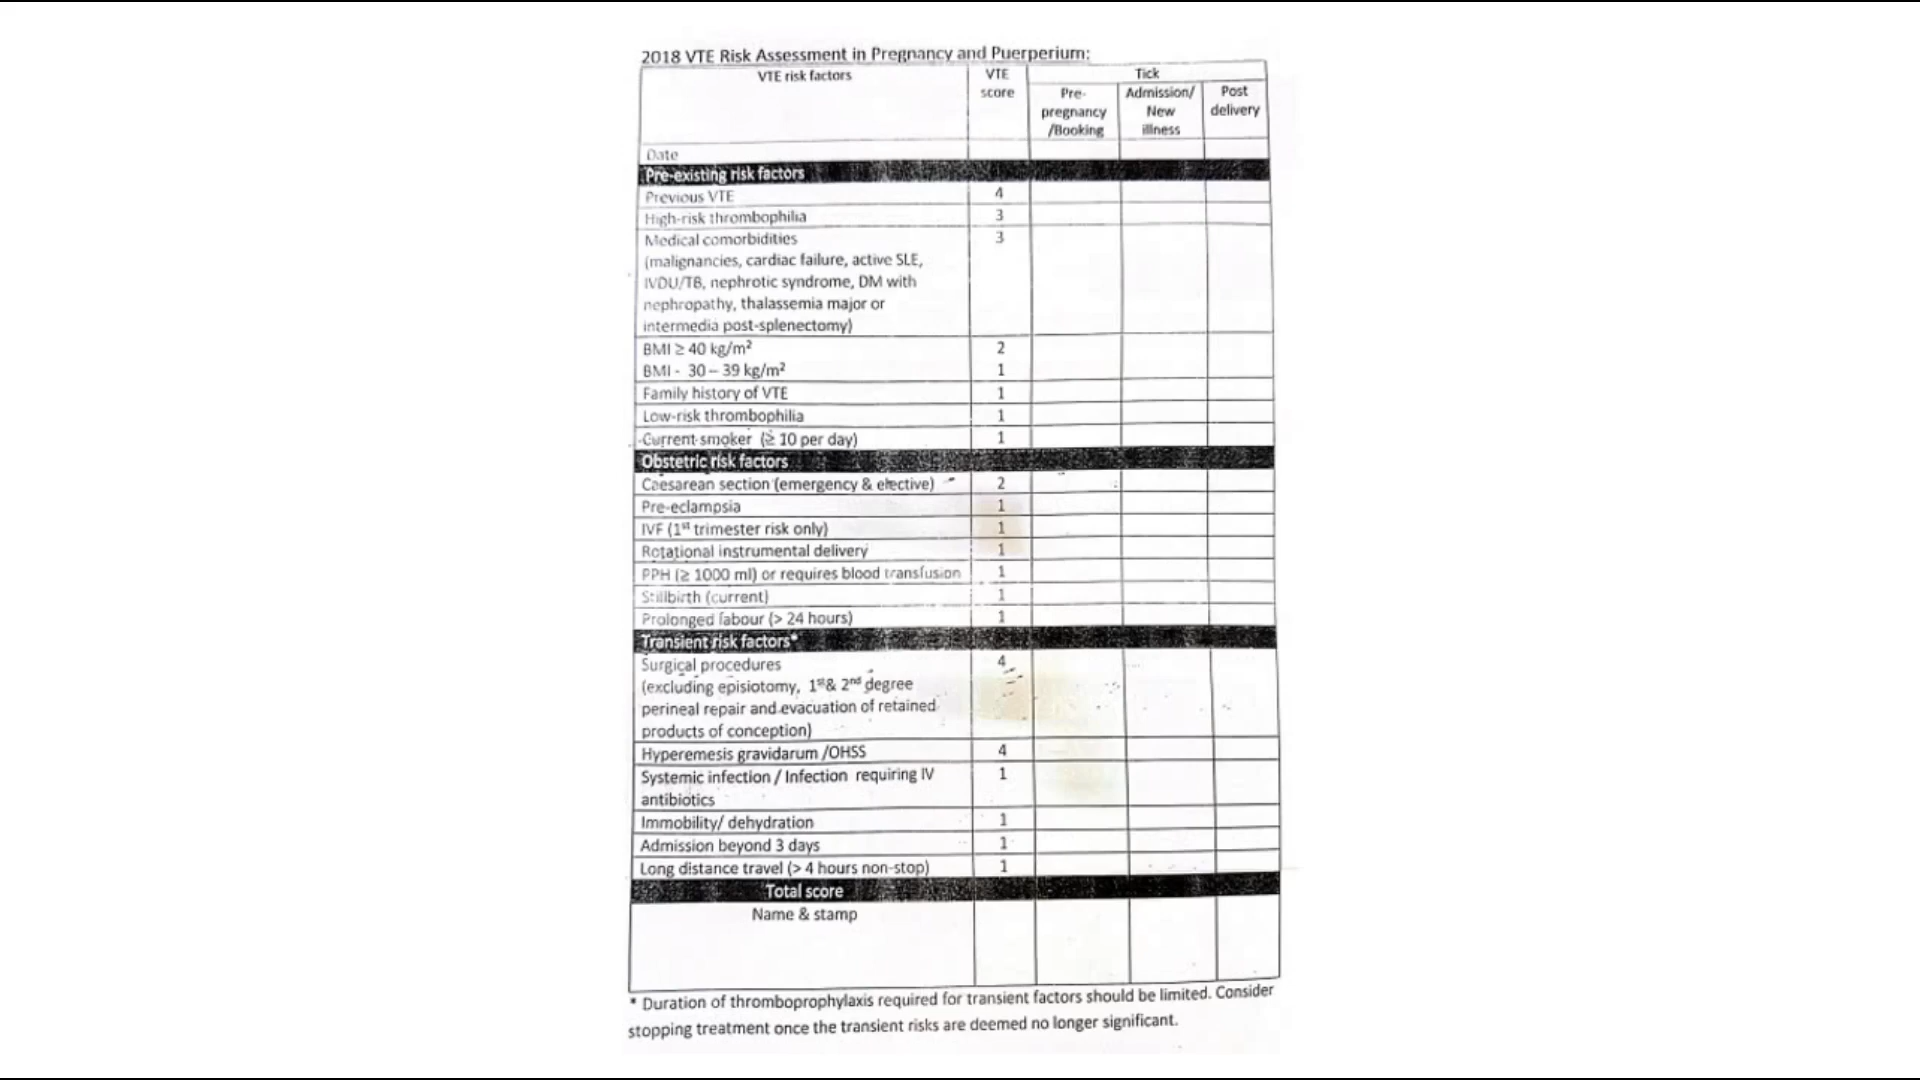 2018 VTE Risk Assessment in Pregnancy and Puerperium:
VTE risk factors VTE score Tick
Pre-pregnancy /Booking Admission/ New illness Post delivery
Date
Pre-existing risk factors
Previous VTE 4
High-risk thrombophilia 3
Medical comorbidities 3
(malignancies, cardiac failure, active SLE,
IVDU/TB, nephrotic syndrome, DM with
nephropathy, thalassemia major or
intermedia post-splenectomy)
BMI ≥ 40 kg/m² 2
BMI - 30 – 39 kg/m² 1
Family history of VTE 1
Low-risk thrombophilia 1
Current smoker (≥ 10 per day) 1
Obstetric risk factors
Caesarean section (emergency & elective) 2
Pre-eclampsia 1
IVF (1st trimester risk only) 1
Rotational instrumental delivery 1
PPH (≥ 1000 ml) or requires blood transfusion 1
Stillbirth (current) 1
Prolonged labour (> 24 hours) 1
Transient risk factors*
Surgical procedures 4
(excluding episiotomy, 1st& 2nd degree
perineal repair and evacuation of retained
products of conception)
Hyperemesis gravidarum /OHSS 4
Systemic infection / Infection requiring IV 1
antibiotics
Immobility/ dehydration 1
Admission beyond 3 days 1
Long distance travel (> 4 hours non-stop) 1
Total score
Name & stamp
* Duration of thromboprophylaxis required for transient factors should be limited. Consider
stopping treatment once the transient risks are deemed no longer significant.